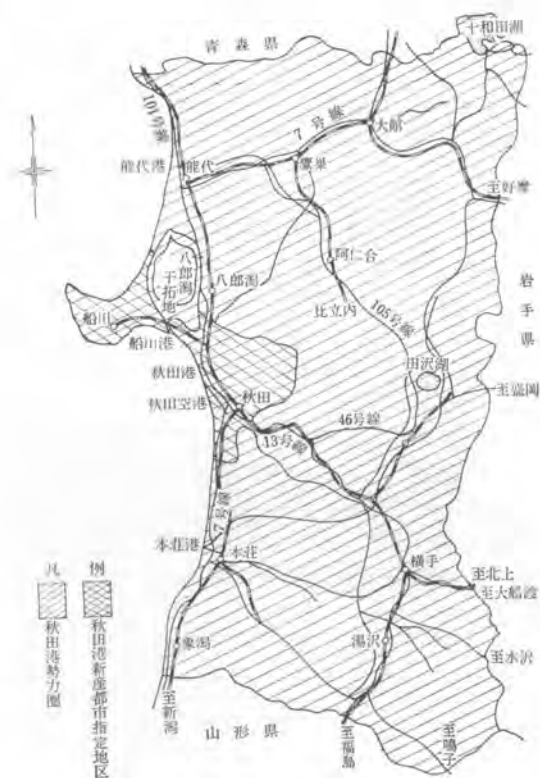 十和田湖
青森県
101号線
7号線
大館
能代港
能代
鷹巣
至好摩
八郎潟
干拓地
八郎潟
阿仁合
岩手県
比立内
105号線
船川
船川港
田沢湖
秋田港
秋田空港
秋田
至盛岡
46号線
13号線
7号線
本荘港
本荘
横手
至北上
至大船渡
凡例
秋田港勢力圏
秋田港新産都市指定地区
湯沢
象潟
至水沢
至新潟
山形県
至福島
至鳴子